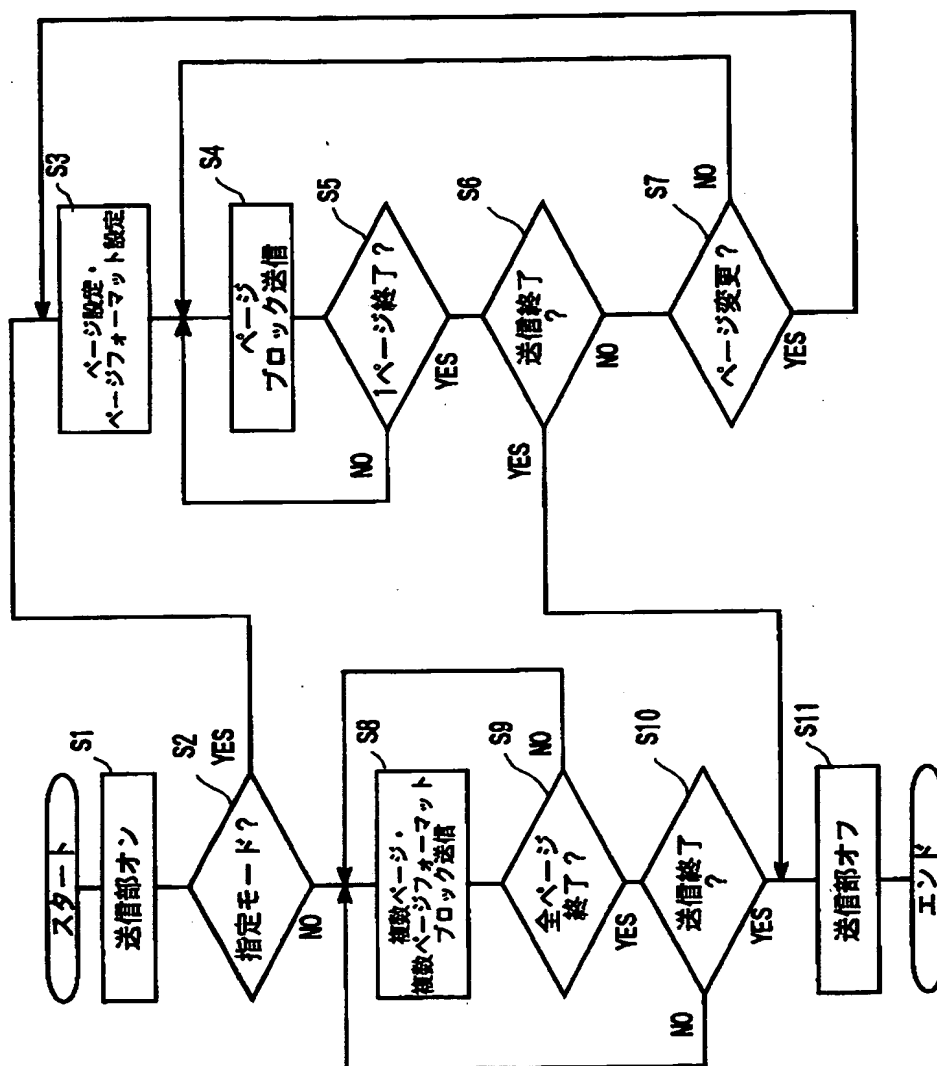 スタート
S1
送信部オン
S2
指定モード?
YES
NO
S3
ページ設定・
ページフォーマット設定
S4
ページ
ブロック送信
S5
1ページ終了?
NO
YES
S6
送信終了
?
YES
NO
S7
ページ変更?
NO
YES
S8
複数ページ・
複数ページフォーマット
ブロック送信
S9
全ページ
終了?
NO
YES
S10
送信終了
?
NO
YES
S11
送信部オフ
エンド